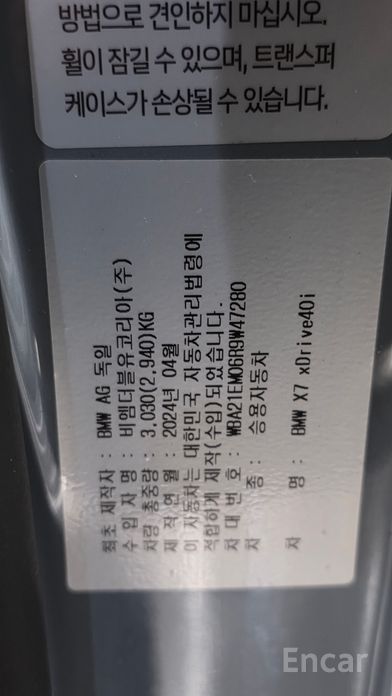 방법으로 견인하지 마십시오.
휠이 잠길 수 있으며, 트랜스퍼
케이스가 손상될 수 있습니다.
최초 제작자 : BMW AG 독일
수입 자명 : 비엠더블유코리아(주)
차량 총중량 : 3,030(2,940)KG
제작연월 : 2024년 04월
이 자동차는 대한민국 자동차관리법령에
적합하게 제작(수입)되었습니다.
차대번호 : WBA21EM06R9W47280
차종 : 승용자동차
차명 : BMW X7 xDrive40i
Encar